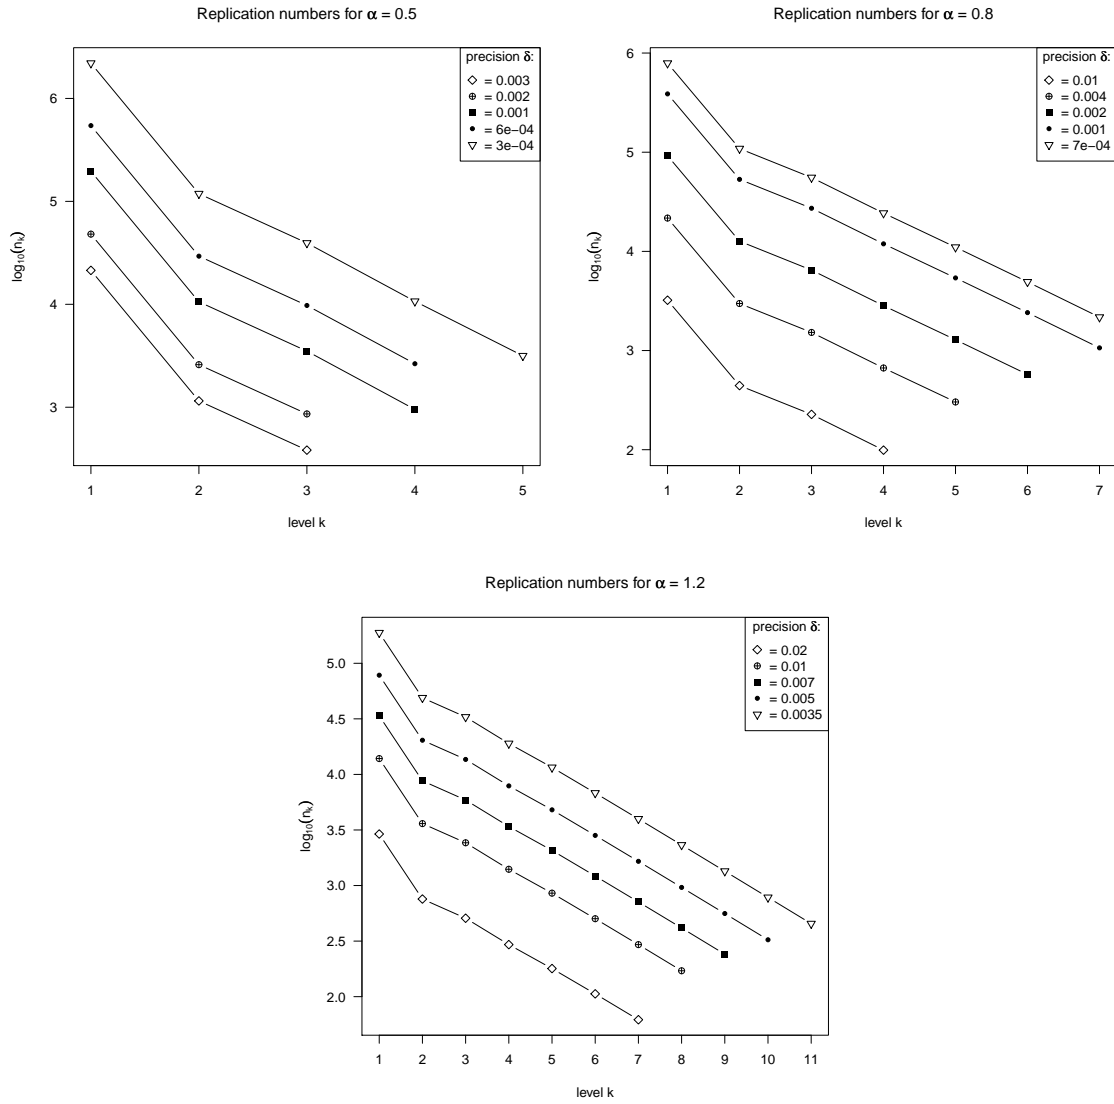 Replication numbers for α = 0.5
precision δ:
= 0.003
= 0.002
= 0.001
= 6e−04
= 3e−04
6
5
4
3
log10(nk)
1 2 3 4 5
level k
Replication numbers for α = 0.8
precision δ:
= 0.01
= 0.004
= 0.002
= 0.001
= 7e−04
6
5
4
3
2
log10(nk)
1 2 3 4 5 6 7
level k
Replication numbers for α = 1.2
precision δ:
= 0.02
= 0.01
= 0.007
= 0.005
= 0.0035
5.0
4.5
4.0
3.5
3.0
2.5
2.0
log10(nk)
1 2 3 4 5 6 7 8 9 10 11
level k